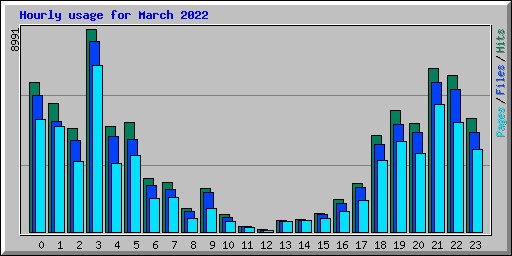 Hourly usage for March 2022
8991
Pages/Files/Hits
0 1 2 3 4 5 6 7 8 9 10 11 12 13 14 15 16 17 18 19 20 21 22 23